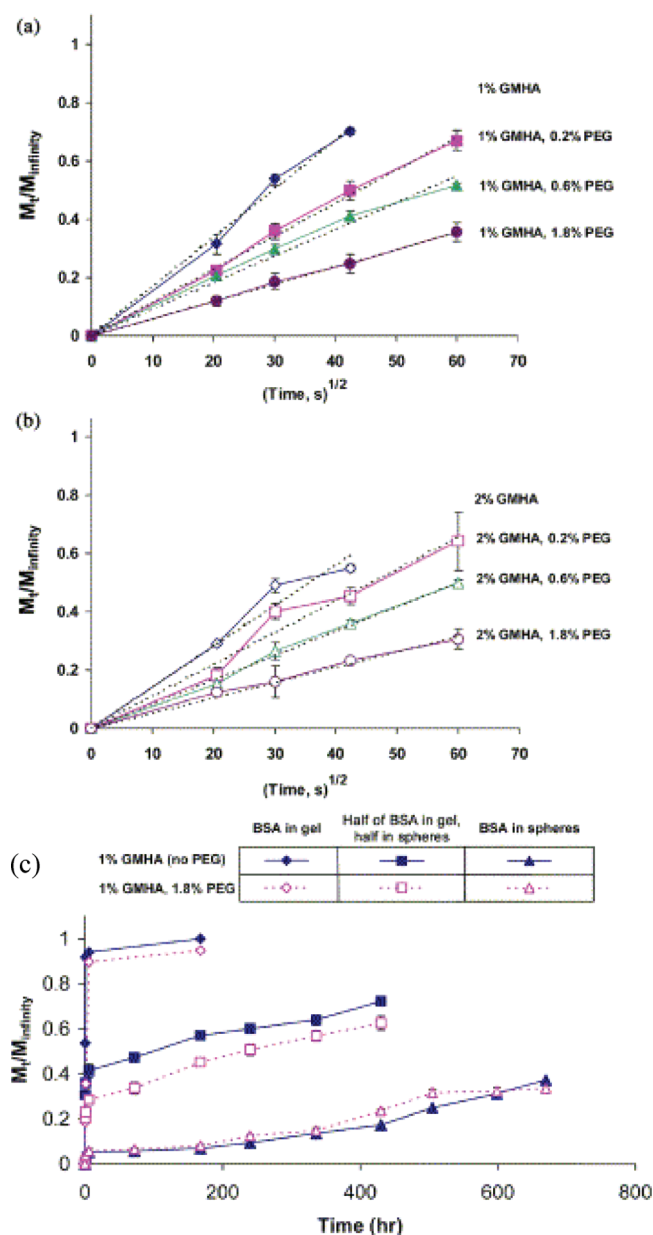 (a)
1
0.8
0.6
0.4
0.2
0
Mt/Minfinity
0 10 20 30 40 50 60 70
(Time, s)1/2
1% GMHA
1% GMHA, 0.2% PEG
1% GMHA, 0.6% PEG
1% GMHA, 1.8% PEG
(b)
1
0.8
0.6
0.4
0.2
0
Mt/Minfinity
0 10 20 30 40 50 60 70
(Time, s)1/2
2% GMHA
2% GMHA, 0.2% PEG
2% GMHA, 0.6% PEG
2% GMHA, 1.8% PEG
(c)
BSA in gel
Half of BSA in gel,
half in spheres
BSA in spheres
1% GMHA (no PEG)
1% GMHA, 1.8% PEG
1
0.8
0.6
0.4
0.2
0
Mt/Minfinity
0 200 400 600 800
Time (hr)